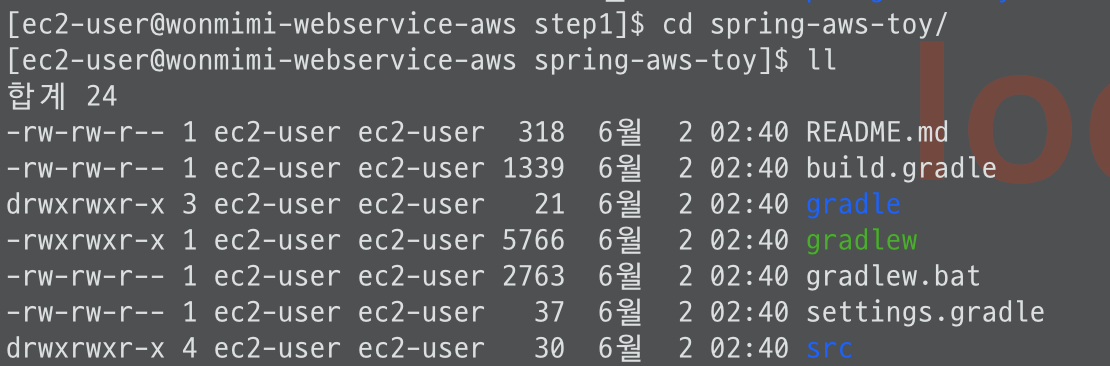 [ec2-user@wonmimi-webservice-aws step1]$ cd spring-aws-toy/
[ec2-user@wonmimi-webservice-aws spring-aws-toy]$ ll
합계 24
-rw-rw-r-- 1 ec2-user ec2-user  318  6월  2 02:40 README.md
-rw-rw-r-- 1 ec2-user ec2-user 1339  6월  2 02:40 build.gradle
drwxrwxr-x 3 ec2-user ec2-user   21  6월  2 02:40 gradle
-rwxrwxr-x 1 ec2-user ec2-user 5766  6월  2 02:40 gradlew
-rw-rw-r-- 1 ec2-user ec2-user 2763  6월  2 02:40 gradlew.bat
-rw-rw-r-- 1 ec2-user ec2-user   37  6월  2 02:40 settings.gradle
drwxrwxr-x 4 ec2-user ec2-user   30  6월  2 02:40 src